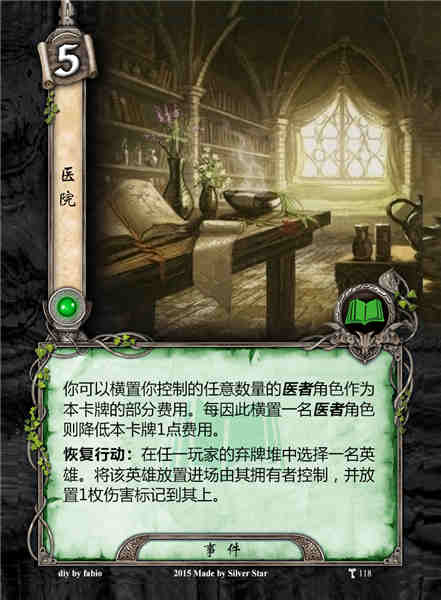 5
医院
你可以横置你控制的任意数量的医者角色作为
本卡牌的部分费用。每因此横置一名医者角色
则降低本卡牌1点费用。
恢复行动：在任一玩家的弃牌堆中选择一名英
雄。将该英雄放置进场由其拥有者控制，并放
置1枚伤害标记到其上。
事件
diy by fabio 2015 Made by Silver Star 118